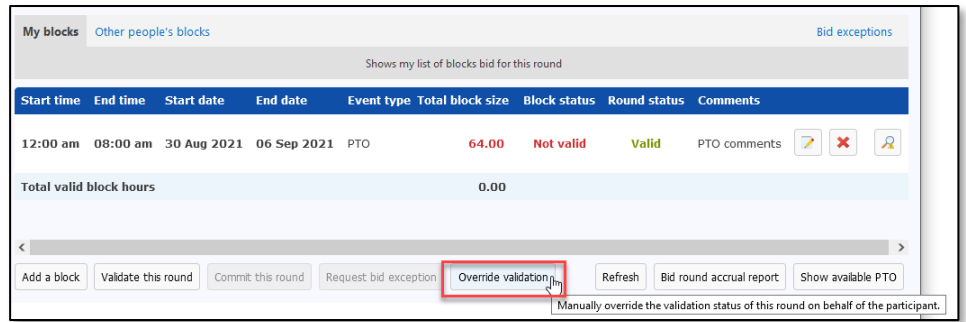 My blocks Other people's blocks Bid exceptions
Shows my list of blocks bid for this round
Start time End time Start date End date Event type Total block size Block status Round status Comments
12:00 am 08:00 am 30 Aug 2021 06 Sep 2021 PTO 64.00 Not valid Valid PTO comments
Total valid block hours 0.00
Add a block Validate this round Commit this round Request bid exception Override validation Refresh Bid round accrual report Show available PTO
Manually override the validation status of this round on behalf of the participant.